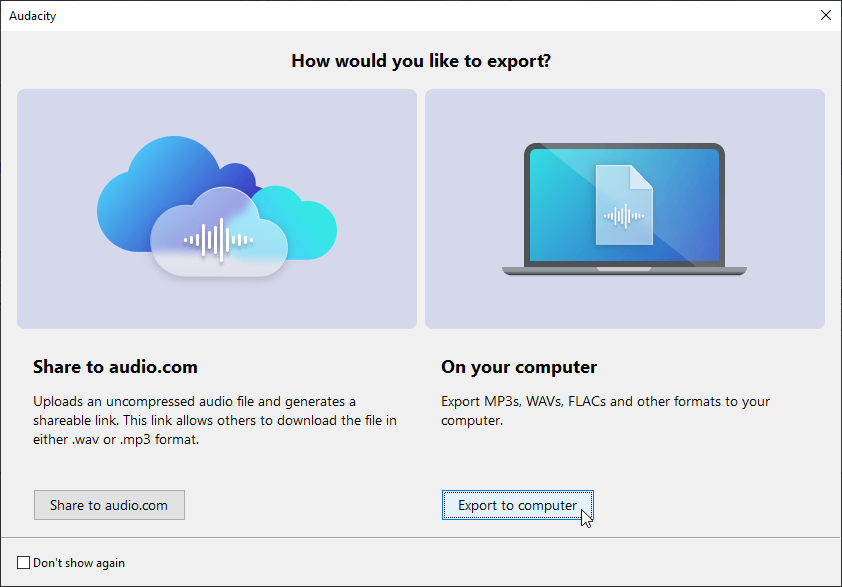 Audacity
How would you like to export?
Share to audio.com
Uploads an uncompressed audio file and generates a
shareable link. This link allows others to download the file in
either .wav or .mp3 format.
Share to audio.com
On your computer
Export MP3s, WAVs, FLACs and other formats to your
computer.
Export to computer
Don't show again